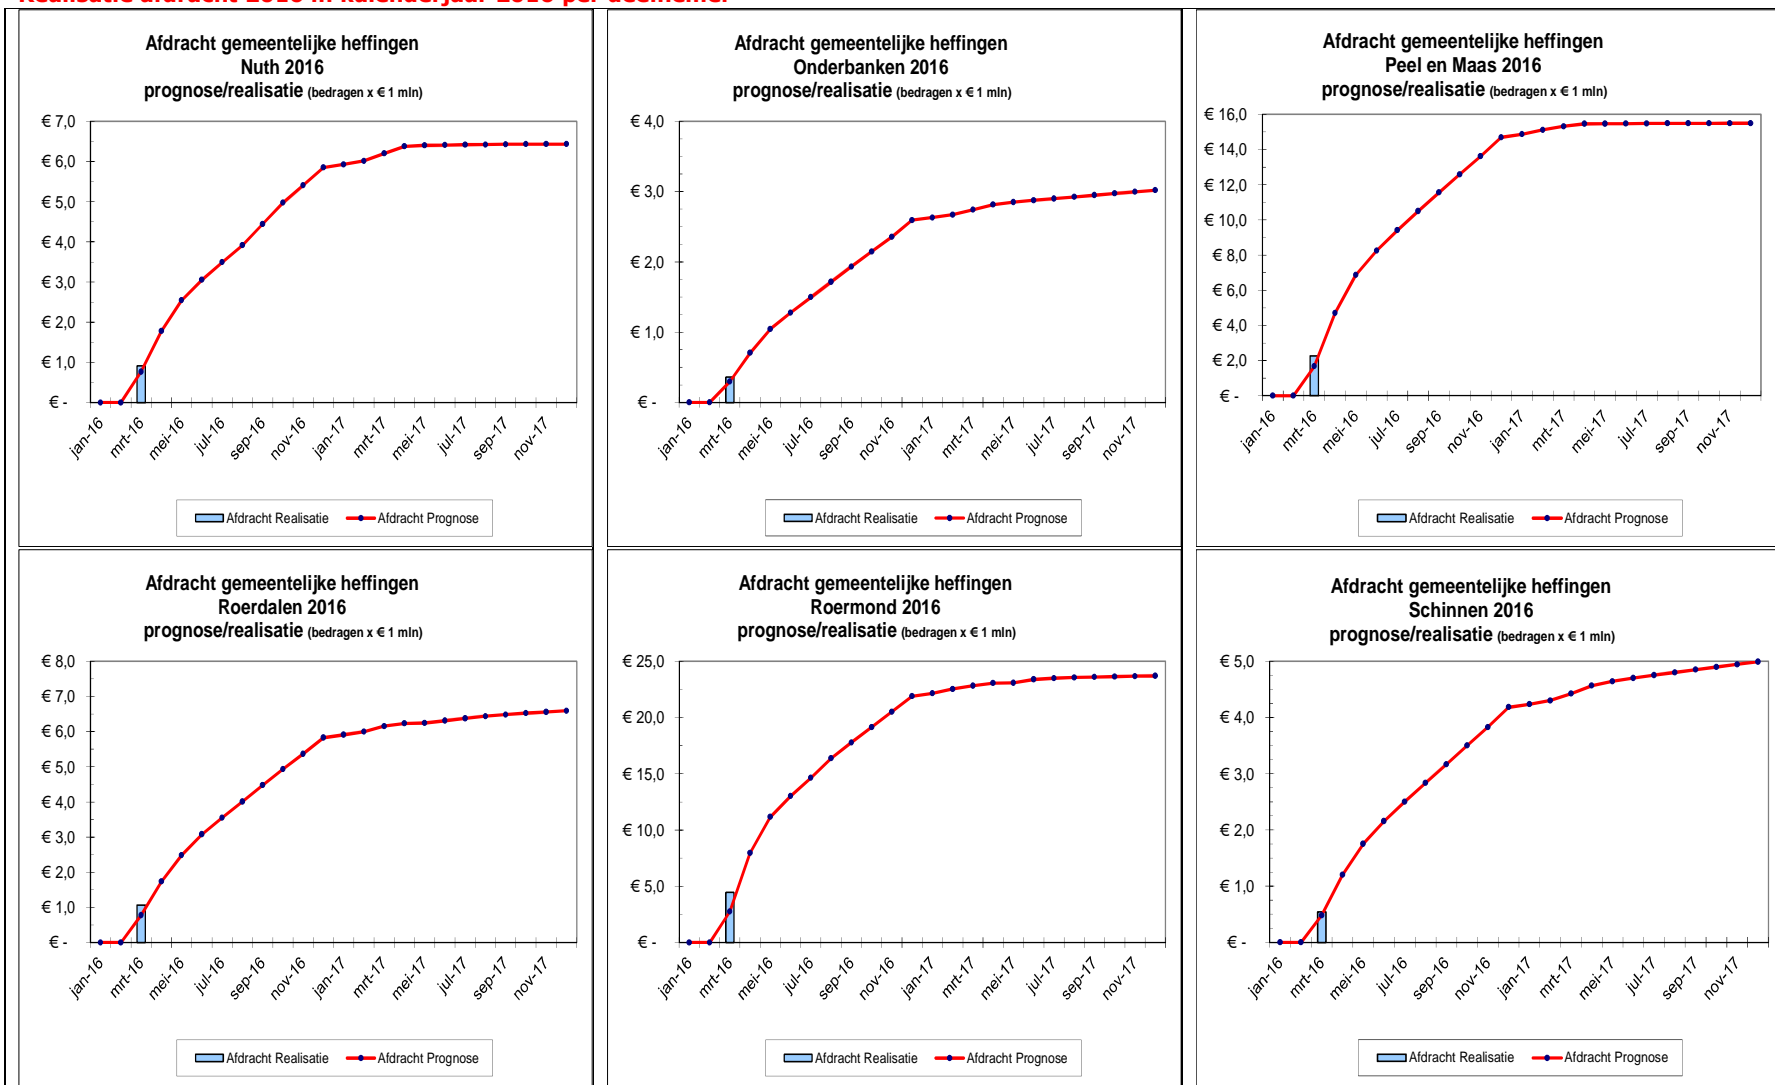 Realisatie afdracht 2016 in kalenderjaar 2016 per deelnemer
Afdracht gemeentelijke heffingen
Nuth 2016
prognose/realisatie (bedragen x € 1 mln)
€ 7,0
€ 6,0
€ 5,0
€ 4,0
€ 3,0
€ 2,0
€ 1,0
€ -
jan-16
mrt-16
mei-16
jul-16
sep-16
nov-16
jan-17
mrt-17
mei-17
jul-17
sep-17
nov-17
Afdracht Realisatie
Afdracht Prognose
Afdracht gemeentelijke heffingen
Onderbanken 2016
prognose/realisatie (bedragen x € 1 mln)
€ 4,0
€ 3,0
€ 2,0
€ 1,0
€ -
jan-16
mrt-16
mei-16
jul-16
sep-16
nov-16
jan-17
mrt-17
mei-17
jul-17
sep-17
nov-17
Afdracht Realisatie
Afdracht Prognose
Afdracht gemeentelijke heffingen
Peel en Maas 2016
prognose/realisatie (bedragen x € 1 mln)
€ 16,0
€ 14,0
€ 12,0
€ 10,0
€ 8,0
€ 6,0
€ 4,0
€ 2,0
€ -
jan-16
mrt-16
mei-16
jul-16
sep-16
nov-16
jan-17
mrt-17
mei-17
jul-17
sep-17
nov-17
Afdracht Realisatie
Afdracht Prognose
Afdracht gemeentelijke heffingen
Roerdalen 2016
prognose/realisatie (bedragen x € 1 mln)
€ 8,0
€ 7,0
€ 6,0
€ 5,0
€ 4,0
€ 3,0
€ 2,0
€ 1,0
€ -
jan-16
mrt-16
mei-16
jul-16
sep-16
nov-16
jan-17
mrt-17
mei-17
jul-17
sep-17
nov-17
Afdracht Realisatie
Afdracht Prognose
Afdracht gemeentelijke heffingen
Roermond 2016
prognose/realisatie (bedragen x € 1 mln)
€ 25,0
€ 20,0
€ 15,0
€ 10,0
€ 5,0
€ -
jan-16
mrt-16
mei-16
jul-16
sep-16
nov-16
jan-17
mrt-17
mei-17
jul-17
sep-17
nov-17
Afdracht Realisatie
Afdracht Prognose
Afdracht gemeentelijke heffingen
Schinnen 2016
prognose/realisatie (bedragen x € 1 mln)
€ 5,0
€ 4,0
€ 3,0
€ 2,0
€ 1,0
€ -
jan-16
mrt-16
mei-16
jul-16
sep-16
nov-16
jan-17
mrt-17
mei-17
jul-17
sep-17
nov-17
Afdracht Realisatie
Afdracht Prognose